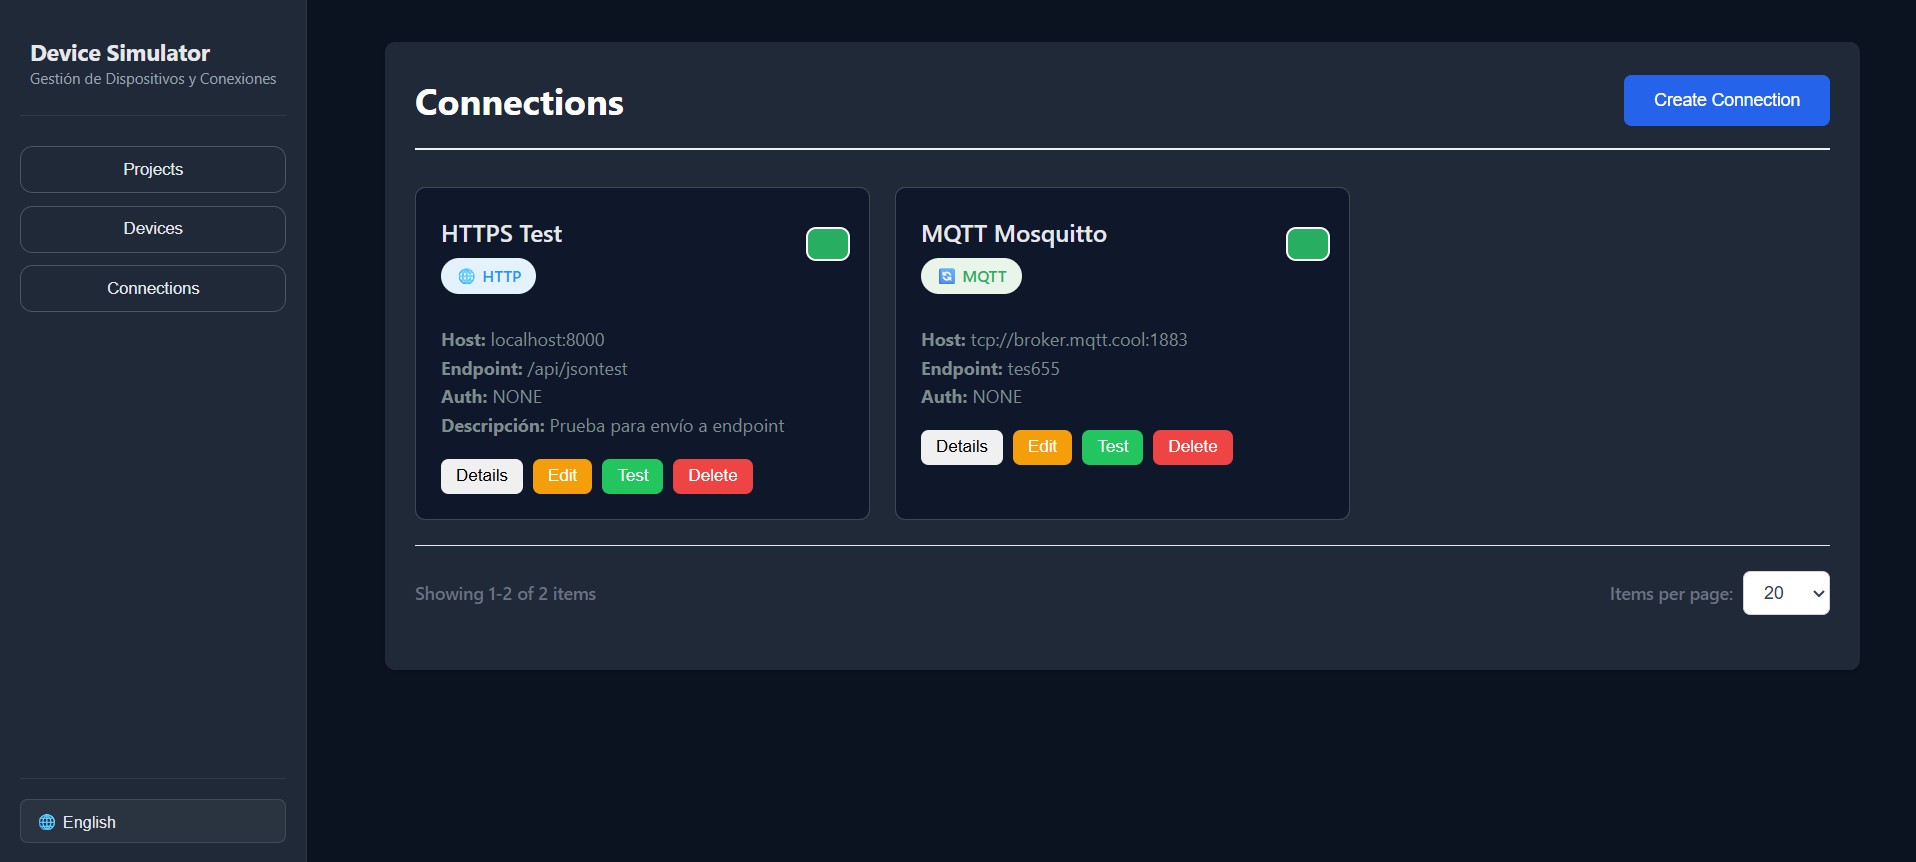 Device Simulator
Gestión de Dispositivos y Conexiones
Projects
Devices
Connections
English
Connections
Create Connection
HTTPS Test
HTTP
Host: localhost:8000
Endpoint: /api/jsontest
Auth: NONE
Descripción: Prueba para envío a endpoint
Details Edit Test Delete
MQTT Mosquitto
MQTT
Host: tcp://broker.mqtt.cool:1883
Endpoint: tes655
Auth: NONE
Details Edit Test Delete
Showing 1-2 of 2 items
Items per page: 20